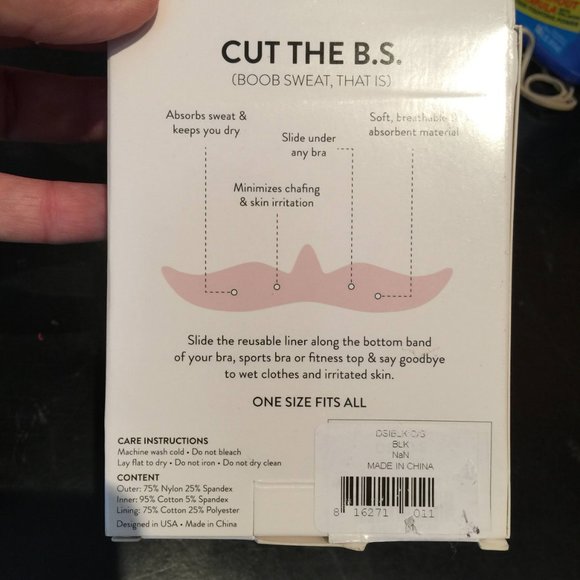 CUT THE B.S.
(BOOB SWEAT, THAT IS)
Absorbs sweat &
keeps you dry
Slide under
any bra
Soft, breathable &
absorbent material
Minimizes chafing
& skin irritation
Slide the reusable liner along the bottom band
of your bra, sports bra or fitness top & say goodbye
to wet clothes and irritated skin.
ONE SIZE FITS ALL
CARE INSTRUCTIONS
Machine wash cold • Do not bleach
Lay flat to dry • Do not iron • Do not dry clean
CONTENT
Outer: 75% Nylon 25% Spandex
Inner: 95% Cotton 5% Spandex
Lining: 75% Cotton 25% Polyester
Designed in USA • Made in China
BLK
NaN
MADE IN CHINA
8 16271 011